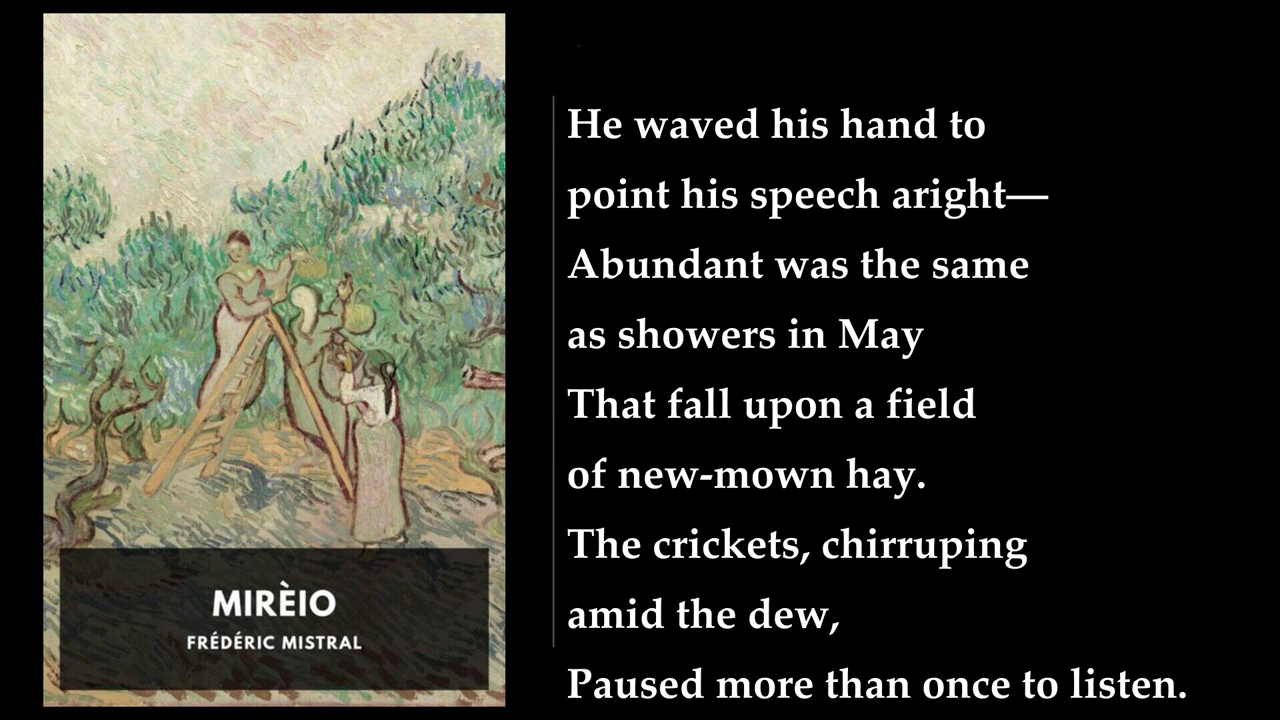 MIRÈIO
FRÉDÉRIC MISTRAL
He waved his hand to
point his speech aright—
Abundant was the same
as showers in May
That fall upon a field
of new-mown hay.
The crickets, chirruping
amid the dew,
Paused more than once to listen.